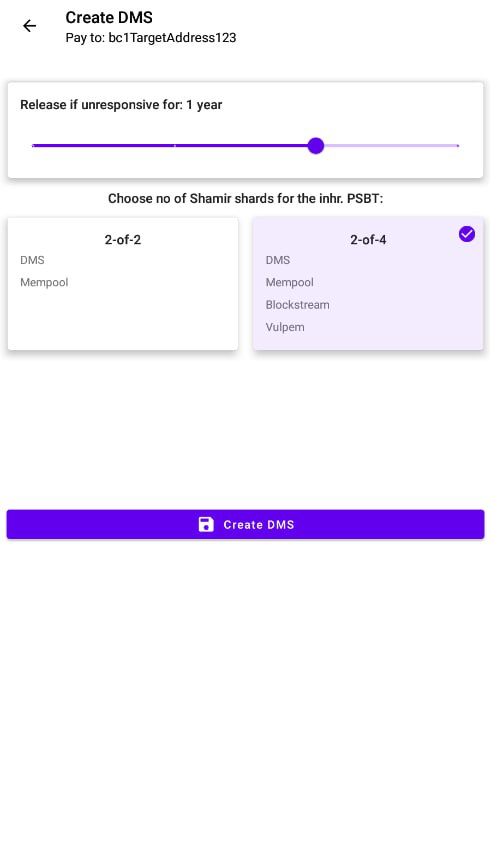 Create DMS
Pay to: bc1TargetAddress123
Release if unresponsive for: 1 year
Choose no of Shamir shards for the inhr. PSBT:
2-of-2
DMS
Mempool
2-of-4
DMS
Mempool
Blockstream
Vulpem
Create DMS